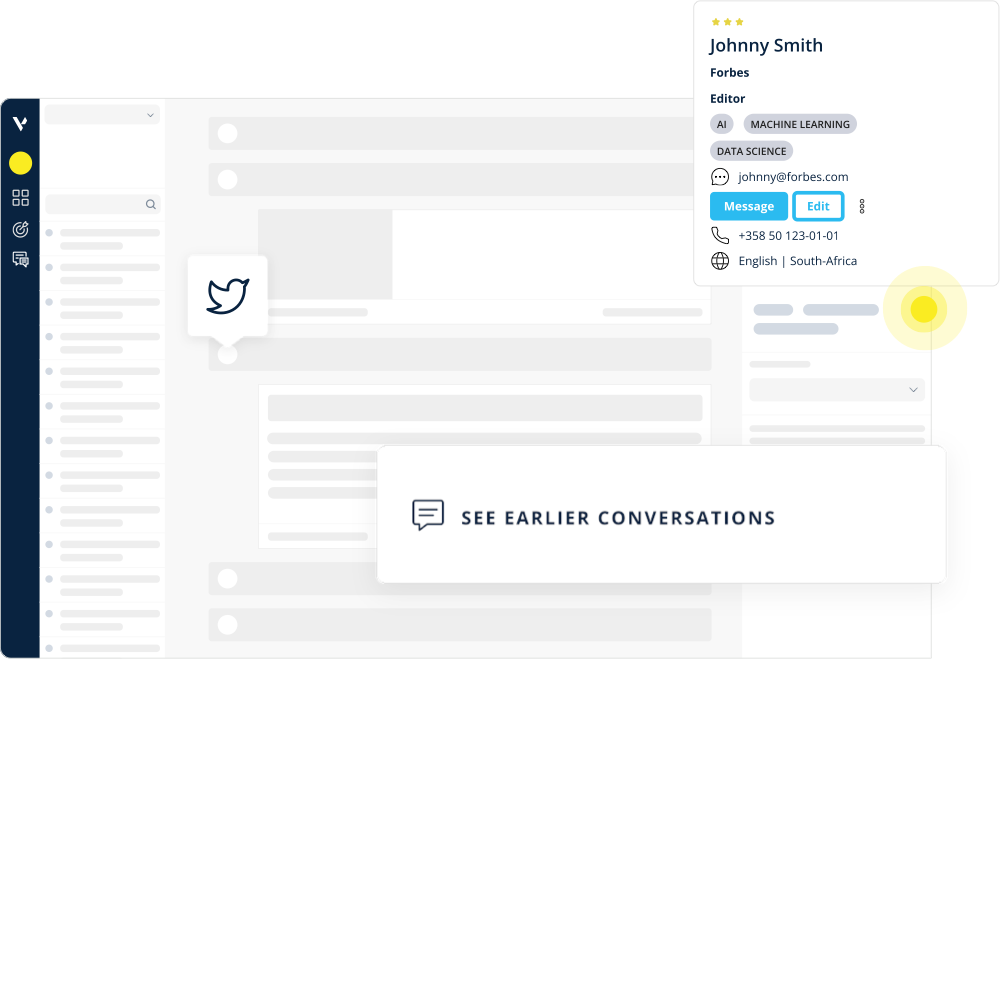 Johnny Smith
Forbes
Editor
AI MACHINE LEARNING
DATA SCIENCE
johnny@forbes.com
Message Edit
+358 50 123-01-01
English | South-Africa
SEE EARLIER CONVERSATIONS